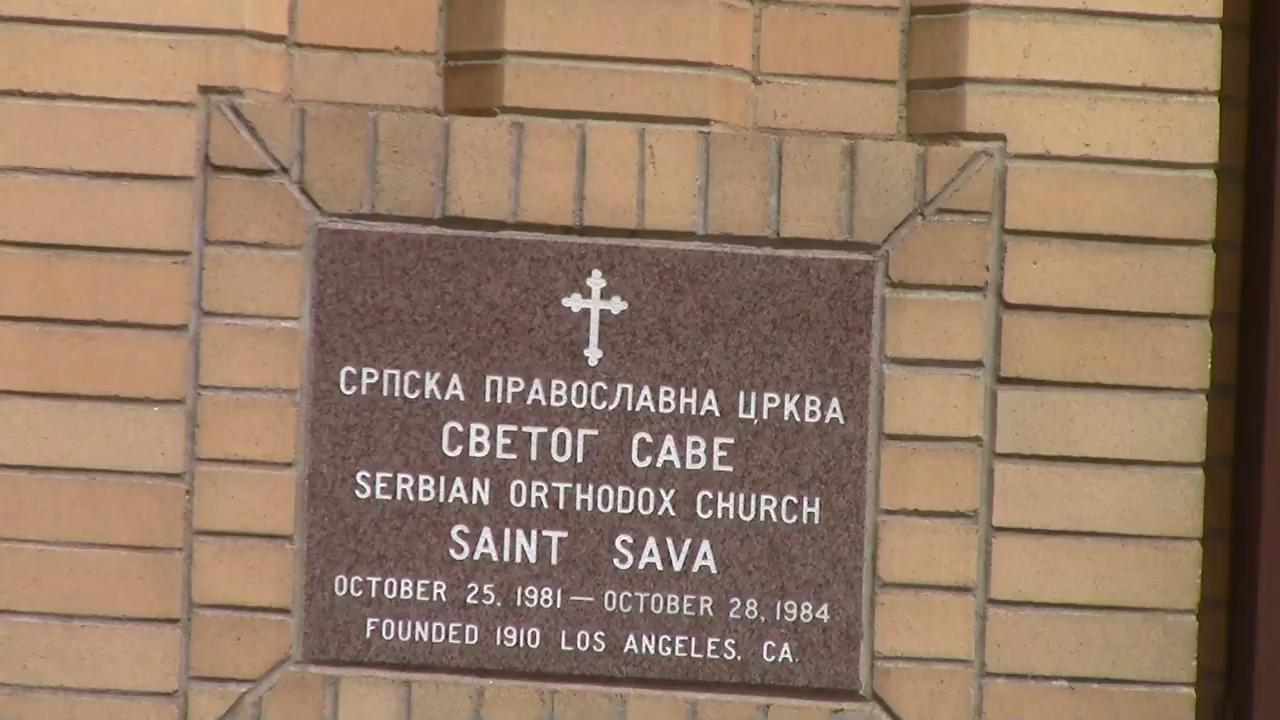 СРПСКА ПРАВОСЛАВНА ЦРКВА
СВЕТОГ САВЕ
SERBIAN ORTHODOX CHURCH
SAINT SAVA
OCTOBER 25, 1981 — OCTOBER 28, 1984
FOUNDED 1910 LOS ANGELES, CA.